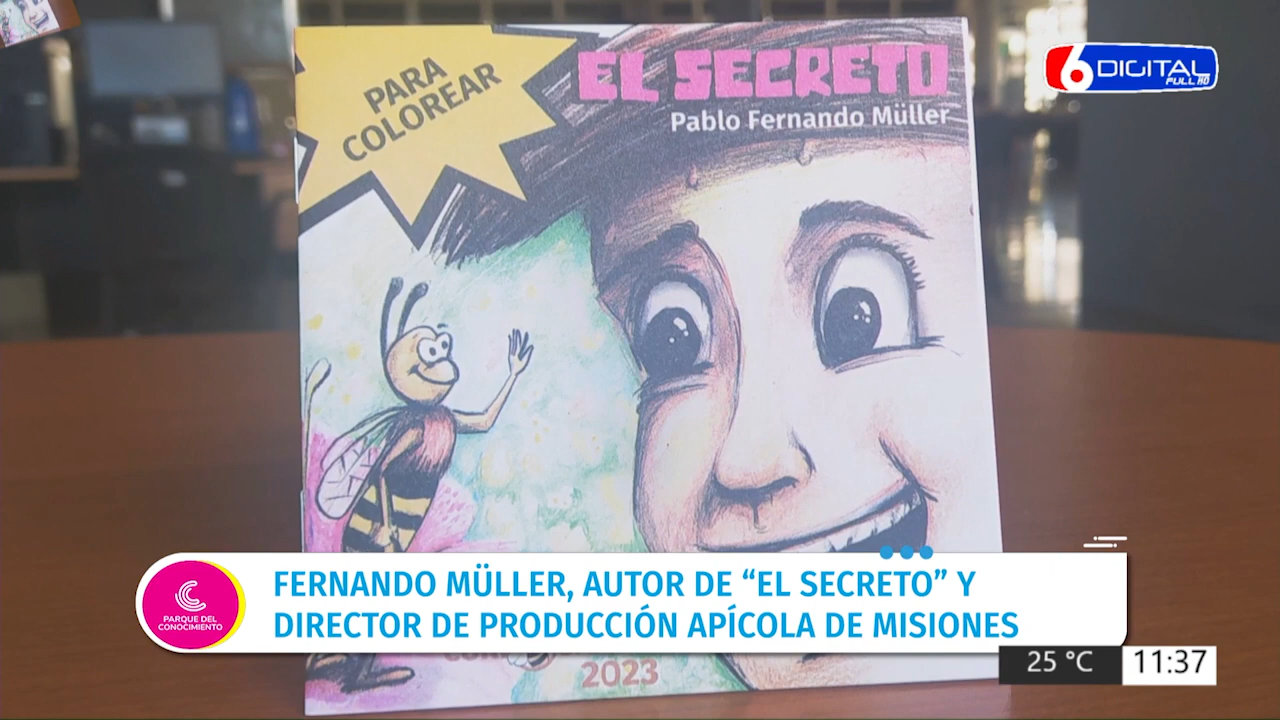 PARA
COLOREAR
EL SECRETO
Pablo Fernando Müller
6 DIGITAL
FULL HD
FERNANDO MÜLLER, AUTOR DE “EL SECRETO” Y
DIRECTOR DE PRODUCCIÓN APÍCOLA DE MISIONES
PARQUE DEL
CONOCIMIENTO
2023
25 °C
11:37